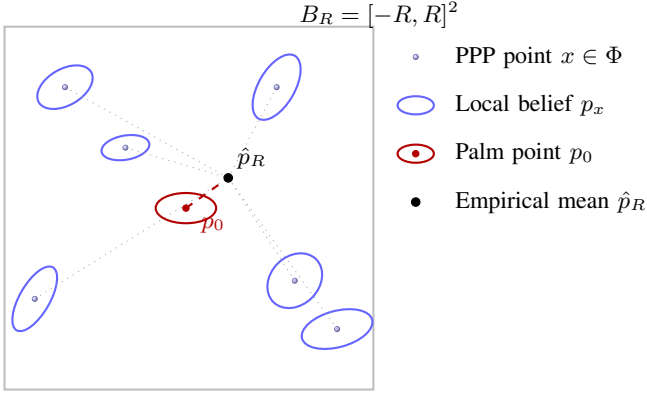 B_R = [−R, R]^2
PPP point x ∈ Φ
Local belief p_x
Palm point p_0
Empirical mean p̂_R
p̂_R
p_0